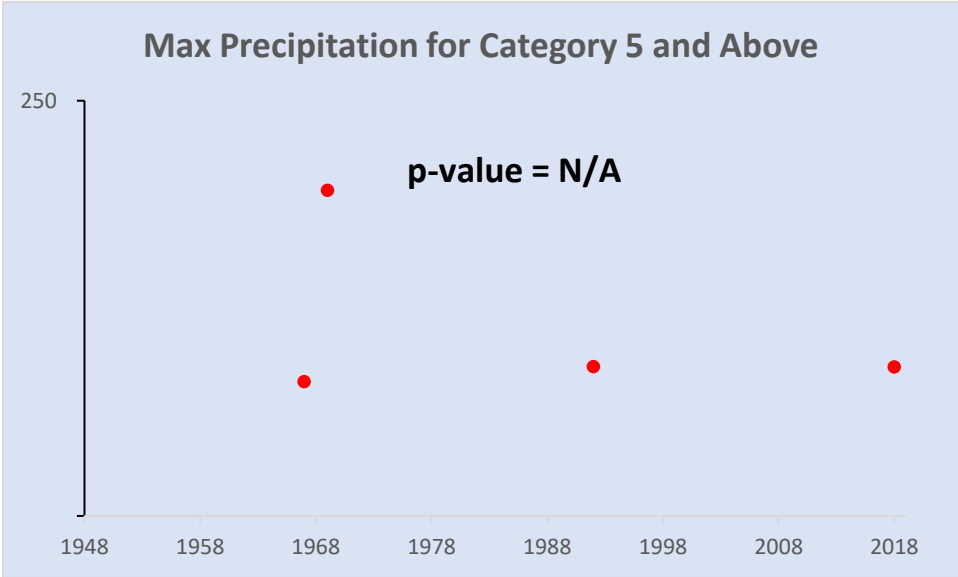 Max Precipitation for Category 5 and Above
250
p-value = N/A
1948 1958 1968 1978 1988 1998 2008 2018